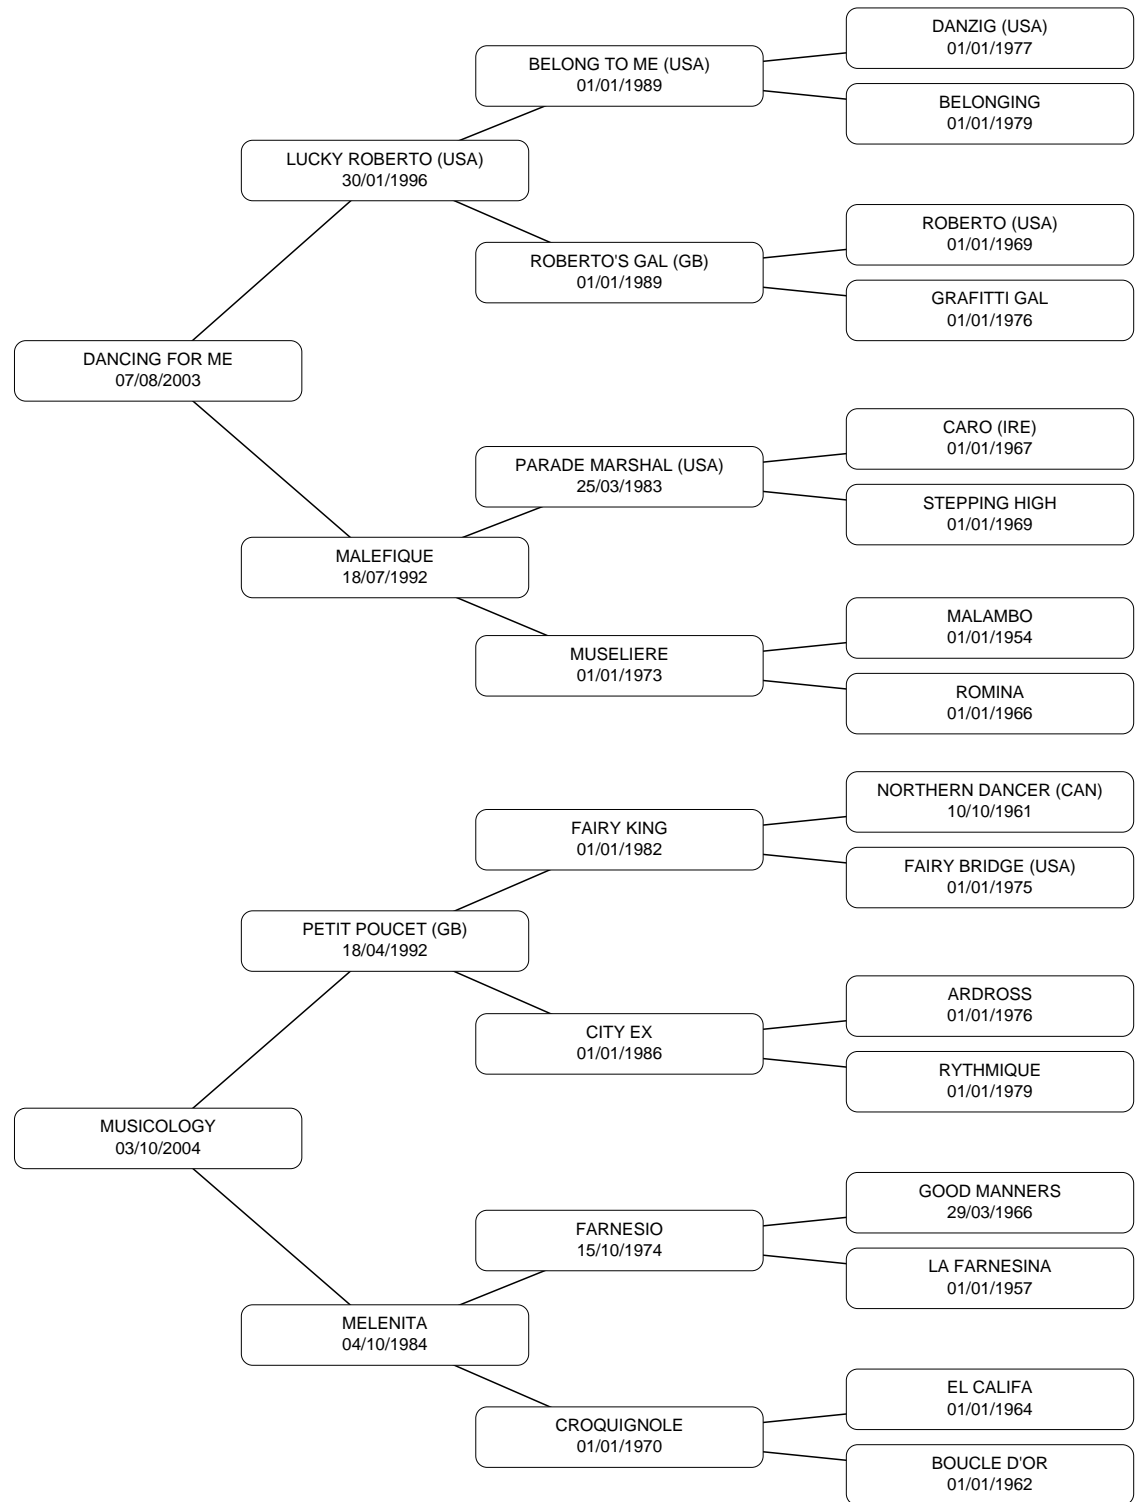 DANZIG (USA)
01/01/1977
BELONG TO ME (USA)
01/01/1989
BELONGING
01/01/1979
LUCKY ROBERTO (USA)
30/01/1996
ROBERTO (USA)
01/01/1969
ROBERTO'S GAL (GB)
01/01/1989
GRAFITTI GAL
01/01/1976
DANCING FOR ME
07/08/2003
CARO (IRE)
01/01/1967
PARADE MARSHAL (USA)
25/03/1983
STEPPING HIGH
01/01/1969
MALEFIQUE
18/07/1992
MALAMBO
01/01/1954
MUSELIERE
01/01/1973
ROMINA
01/01/1966
NORTHERN DANCER (CAN)
10/10/1961
FAIRY KING
01/01/1982
FAIRY BRIDGE (USA)
01/01/1975
PETIT POUCET (GB)
18/04/1992
ARDROSS
01/01/1976
CITY EX
01/01/1986
RYTHMIQUE
01/01/1979
MUSICOLOGY
03/10/2004
GOOD MANNERS
29/03/1966
FARNESIO
15/10/1974
LA FARNESINA
01/01/1957
MELENITA
04/10/1984
EL CALIFA
01/01/1964
CROQUIGNOLE
01/01/1970
BOUCLE D'OR
01/01/1962